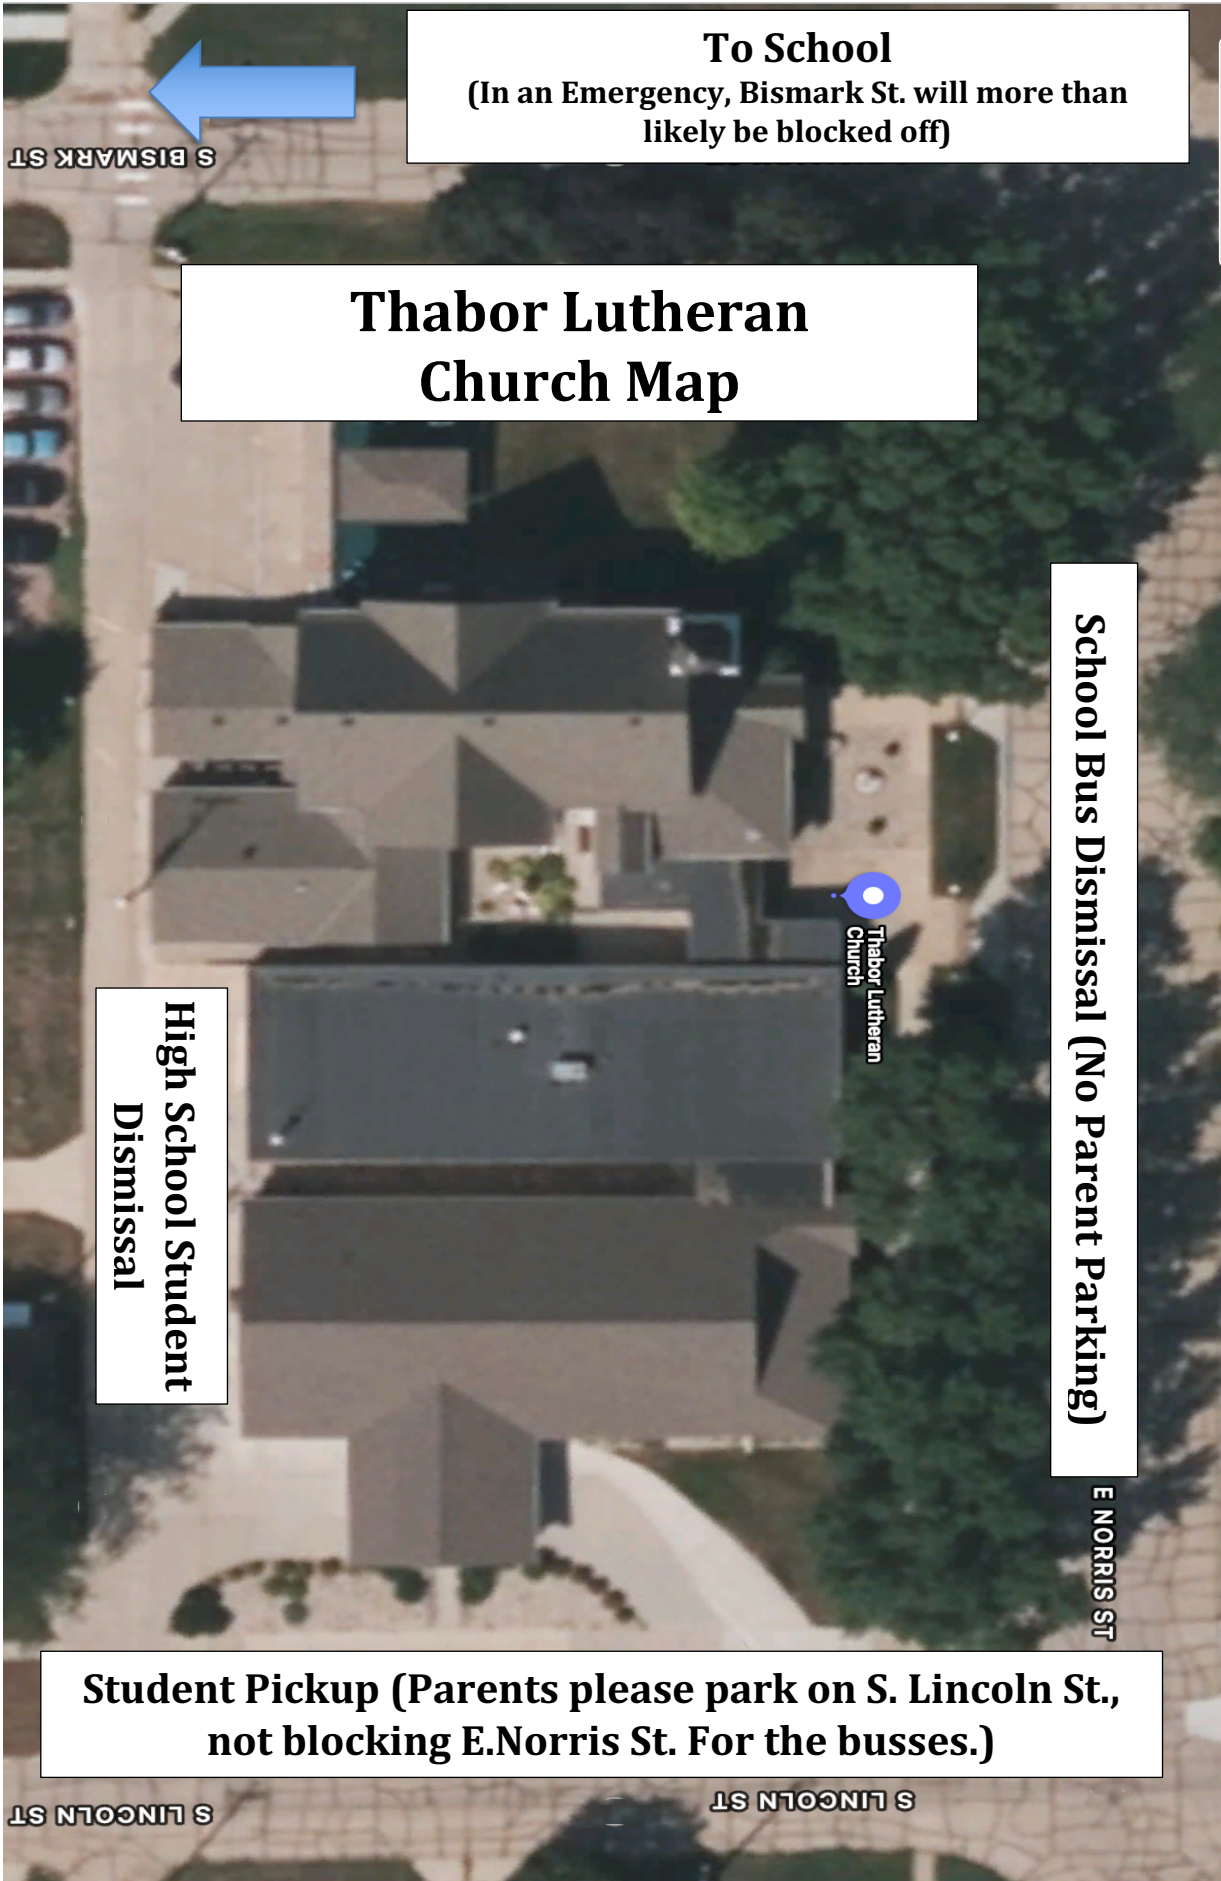 To School
(In an Emergency, Bismark St. will more than
likely be blocked off)
S BISMARK ST
Thabor Lutheran
Church Map
School Bus Dismissal (No Parent Parking)
Thabor Lutheran
Church
High School Student
Dismissal
E NORRIS ST
Student Pickup (Parents please park on S. Lincoln St.,
not blocking E.Norris St. For the busses.)
S LINCOLN ST
S LINCOLN ST